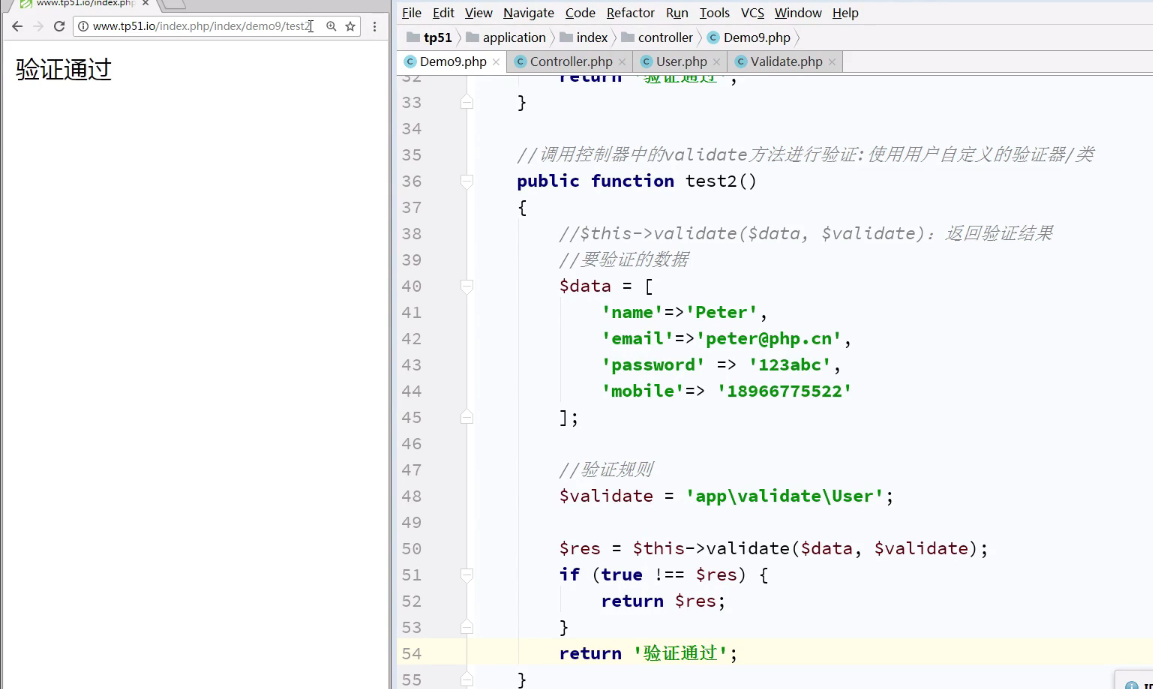 www.tp51.io/index.php
www.tp51.io/index.php/index/demo9/test2
验证通过
File Edit View Navigate Code Refactor Run Tools VCS Window Help
tp51 application index controller Demo9.php
Demo9.php Controller.php User.php Validate.php
32 return '验证通过';
33 }
34
35 //调用控制器中的validate方法进行验证:使用用户自定义的验证器/类
36 public function test2()
37 {
38 //$this->validate($data, $validate): 返回验证结果
39 //要验证的数据
40 $data = [
41 'name'=>'Peter',
42 'email'=>'peter@php.cn',
43 'password' => '123abc',
44 'mobile'=> '18966775522'
45 ];
46
47 //验证规则
48 $validate = 'app\validate\User';
49
50 $res = $this->validate($data, $validate);
51 if (true !== $res) {
52 return $res;
53 }
54 return '验证通过';
55 }